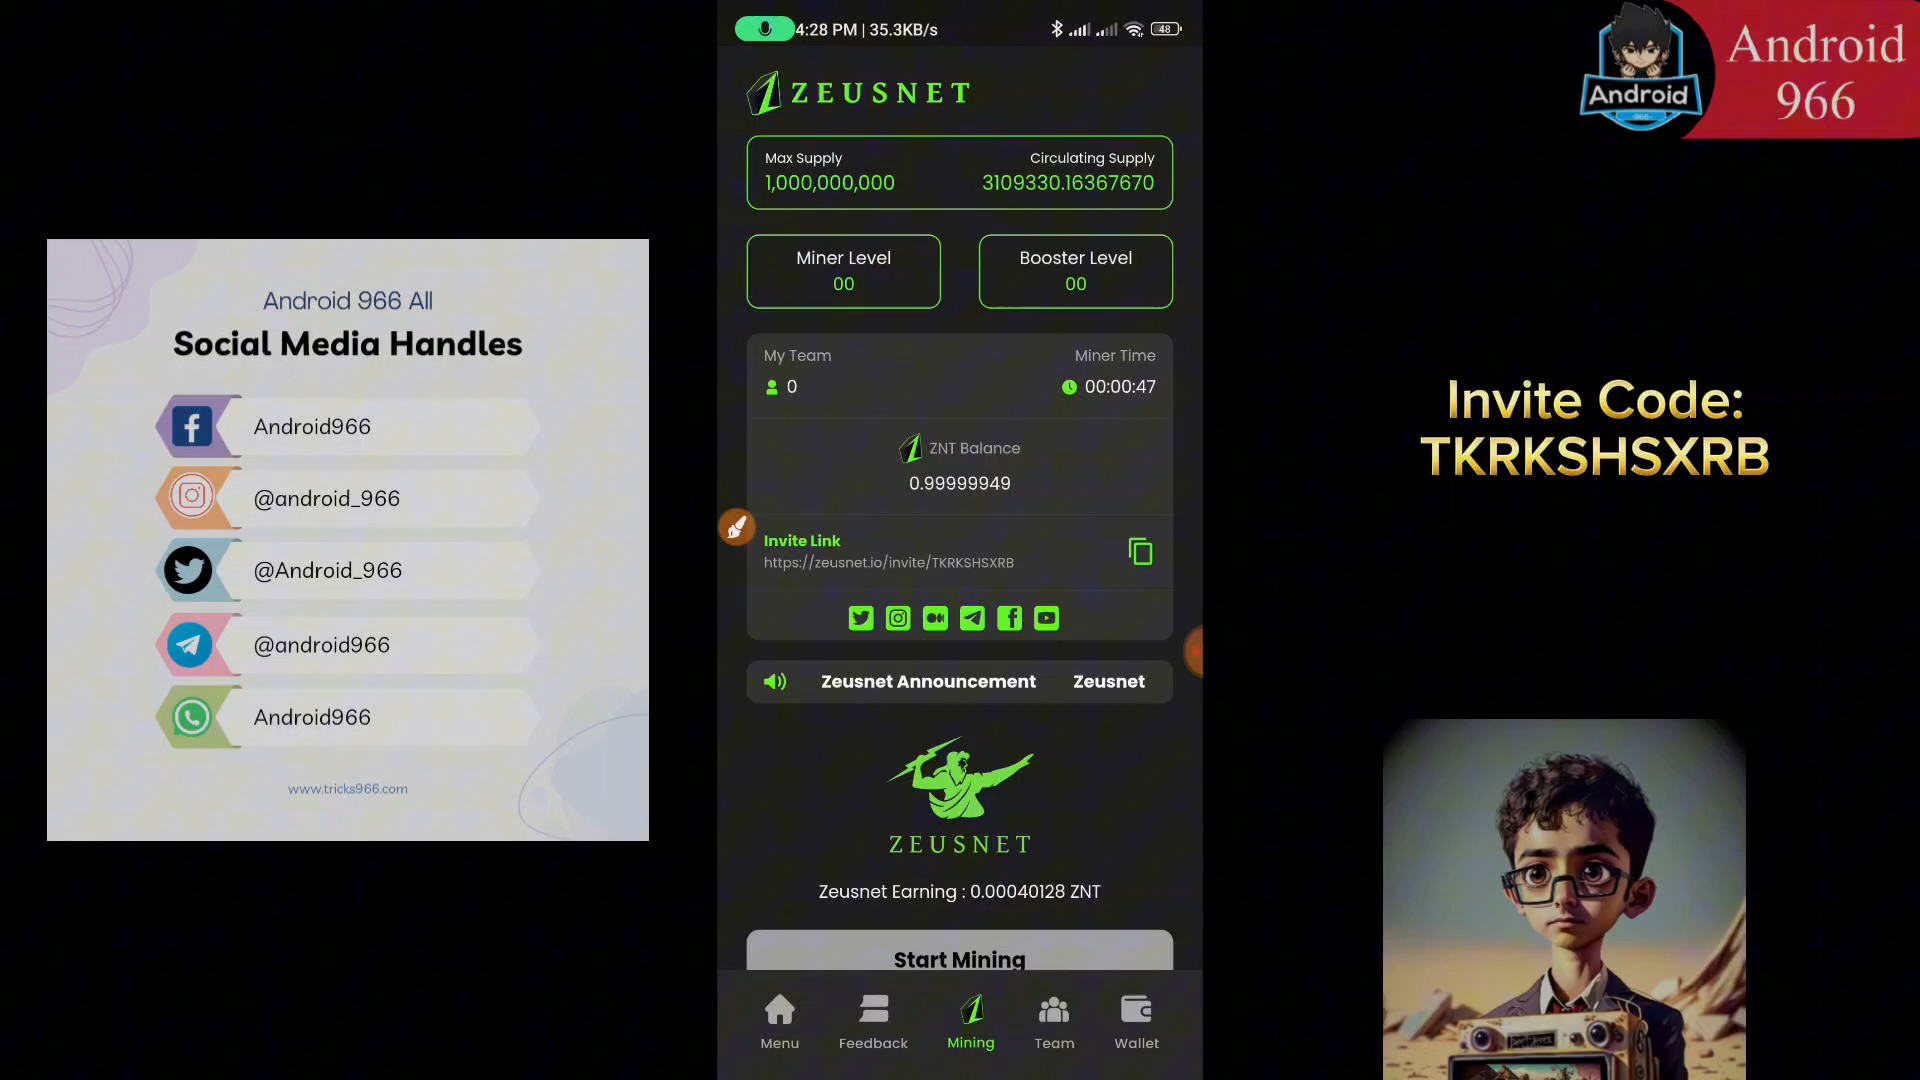 Android 966 All
Social Media Handles
Android966
@android_966
@Android_966
@android966
Android966
www.tricks966.com
4:28 PM | 35.3KB/s
48
ZEUSNET
Max Supply
Circulating Supply
1,000,000,000
3109330.16367670
Miner Level
Booster Level
00
00
My Team
Miner Time
0
00:00:47
ZNT Balance
0.99999949
Invite Link
https://zeusnet.io/invite/TKRKSHSXRB
Zeusnet Announcement
Zeusnet
ZEUSNET
Zeusnet Earning : 0.00040128 ZNT
Start Mining
Menu
Feedback
Mining
Team
Wallet
Android
Android
966
Invite Code:
TKRKSHSXRB